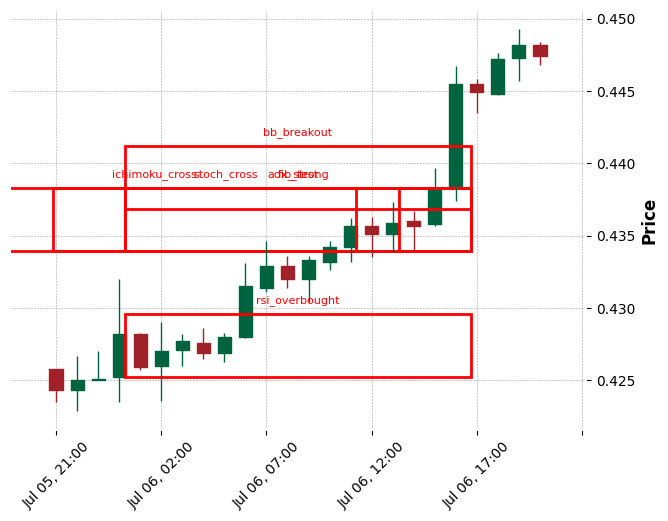 0.450
0.445
bb_breakout
0.440
ichimoku_cross
stoch_cross
adx_strong
0.435
Price
rsi_overbought
0.430
0.425
Jul 05, 21:00
Jul 06, 02:00
Jul 06, 07:00
Jul 06, 12:00
Jul 06, 17:00